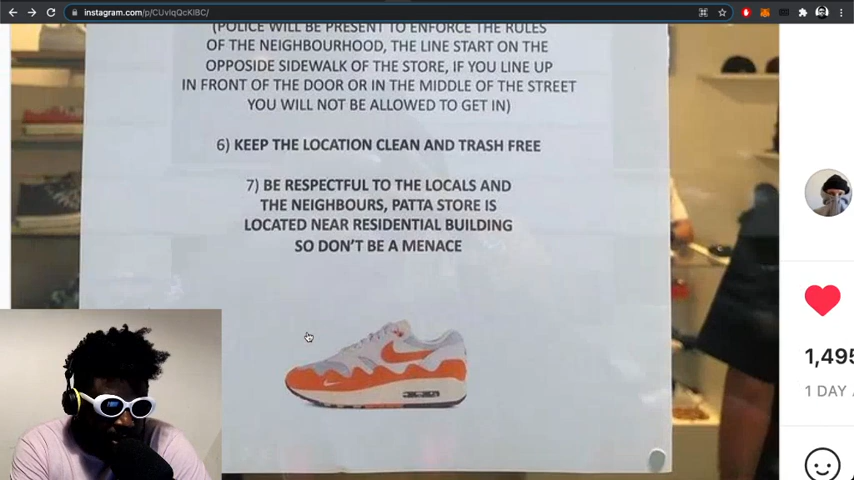 instagram.com/p/CUvIqQcKIBC/
(POLICE WILL BE PRESENT TO ENFORCE THE RULES
OF THE NEIGHBOURHOOD, THE LINE START ON THE
OPPOSIDE SIDEWALK OF THE STORE, IF YOU LINE UP
IN FRONT OF THE DOOR OR IN THE MIDDLE OF THE STREET
YOU WILL NOT BE ALLOWED TO GET IN)
6) KEEP THE LOCATION CLEAN AND TRASH FREE
7) BE RESPECTFUL TO THE LOCALS AND
THE NEIGHBOURS, PATTA STORE IS
LOCATED NEAR RESIDENTIAL BUILDING
SO DON'T BE A MENACE
1,495
1 DAY